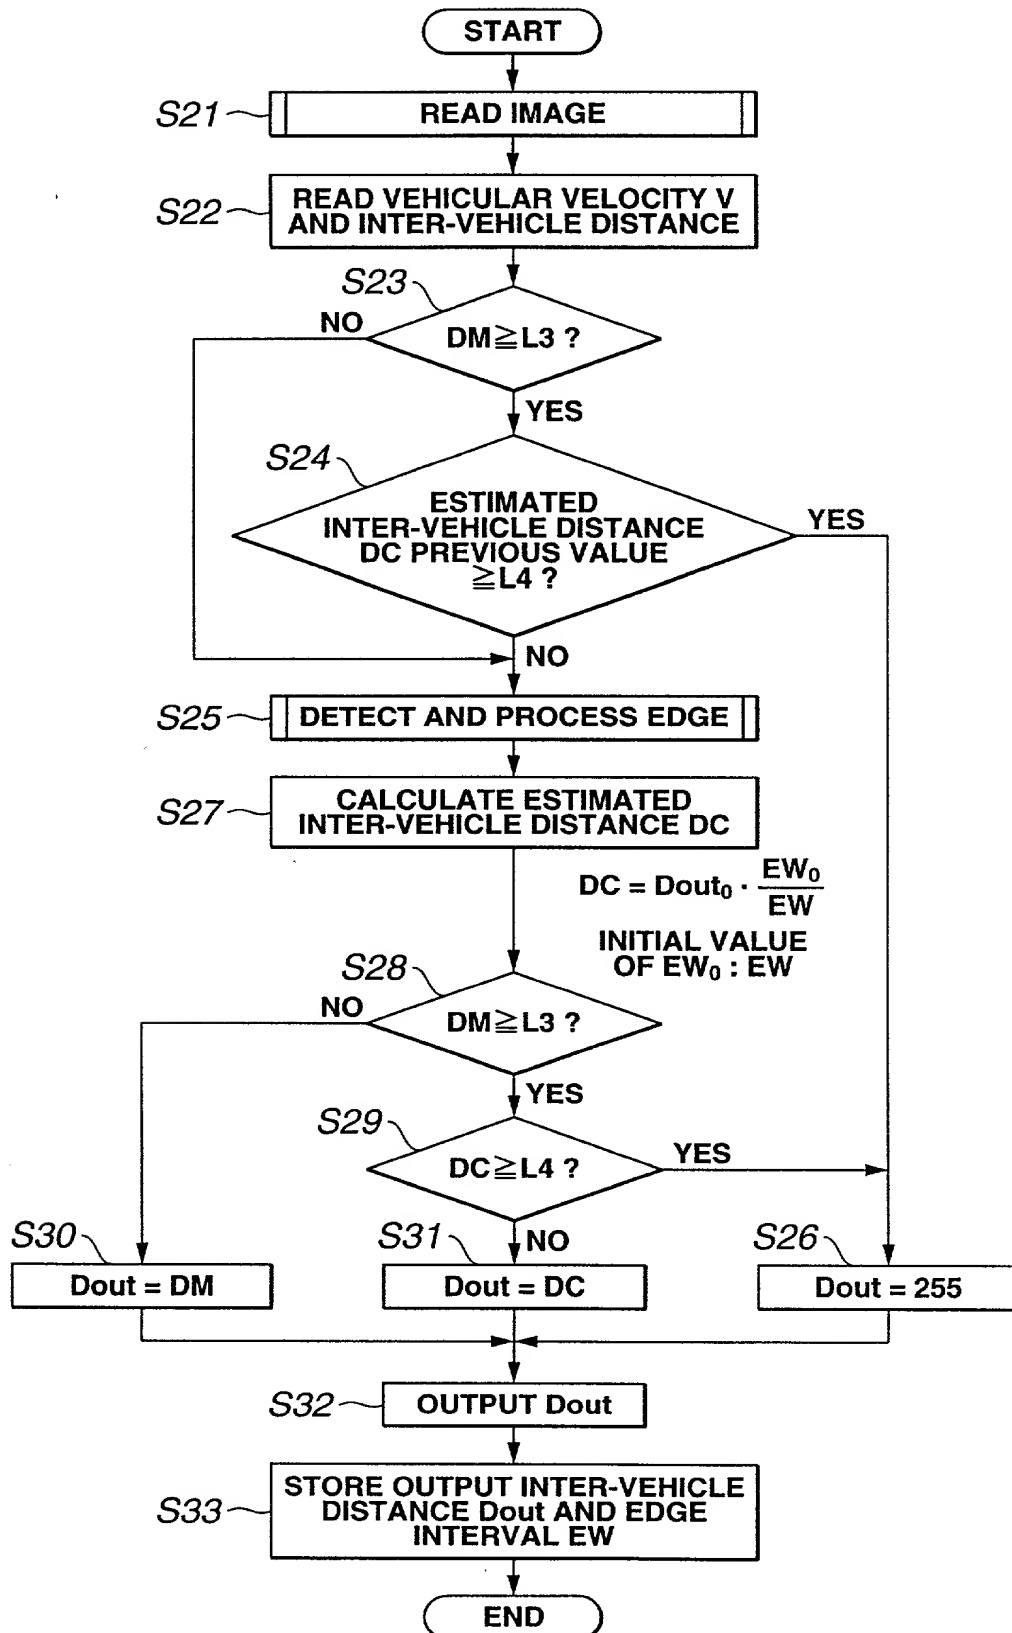 START
S21
READ IMAGE
S22
READ VEHICULAR VELOCITY V
AND INTER-VEHICLE DISTANCE
S23
NO
DM≧L3 ?
YES
S24
ESTIMATED
INTER-VEHICLE DISTANCE
DC PREVIOUS VALUE
≧L4 ?
YES
NO
S25
DETECT AND PROCESS EDGE
S27
CALCULATE ESTIMATED
INTER-VEHICLE DISTANCE DC
DC = Dout₀ · EW₀
EW
INITIAL VALUE
OF EW₀ : EW
S28
NO
DM≧L3 ?
YES
S29
DC≧L4 ?
YES
NO
S30
Dout = DM
S31
Dout = DC
S26
Dout = 255
S32
OUTPUT Dout
S33
STORE OUTPUT INTER-VEHICLE
DISTANCE Dout AND EDGE
INTERVAL EW
END